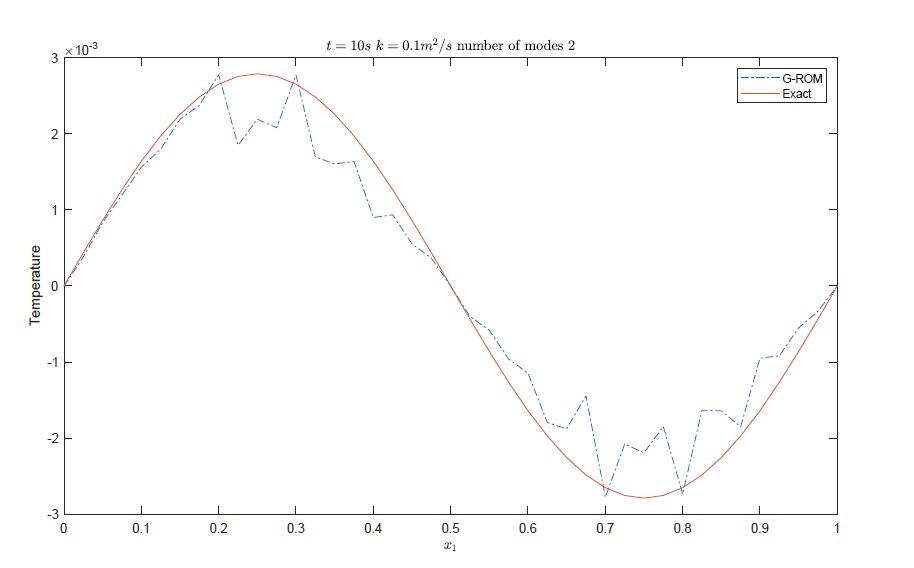 t = 10s k = 0.1m²/s number of modes 2
×10⁻³
G-ROM
Exact
3
2
1
0
-1
-2
-3
Temperature
0 0.1 0.2 0.3 0.4 0.5 0.6 0.7 0.8 0.9 1
x₁